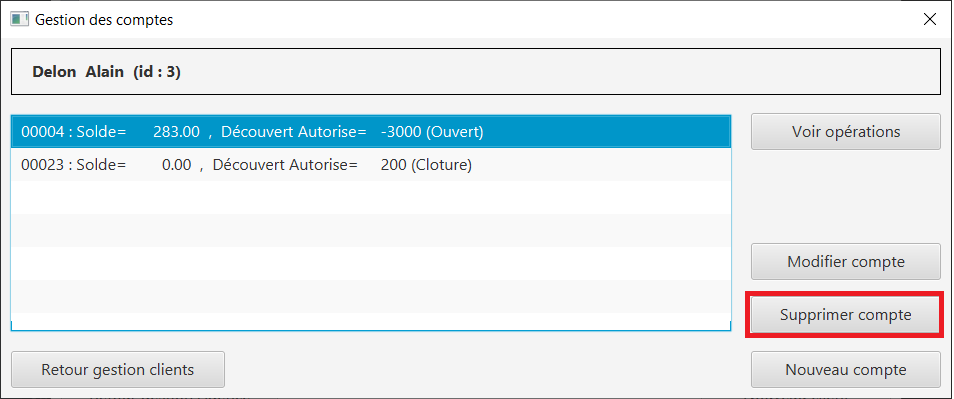 Gestion des comptes
Delon Alain (id : 3)
00004 : Solde= 283.00 , Découvert Autorise= -3000 (Ouvert)
Voir opérations
00023 : Solde= 0.00 , Découvert Autorise= 200 (Cloture)
Modifier compte
Supprimer compte
Retour gestion clients
Nouveau compte